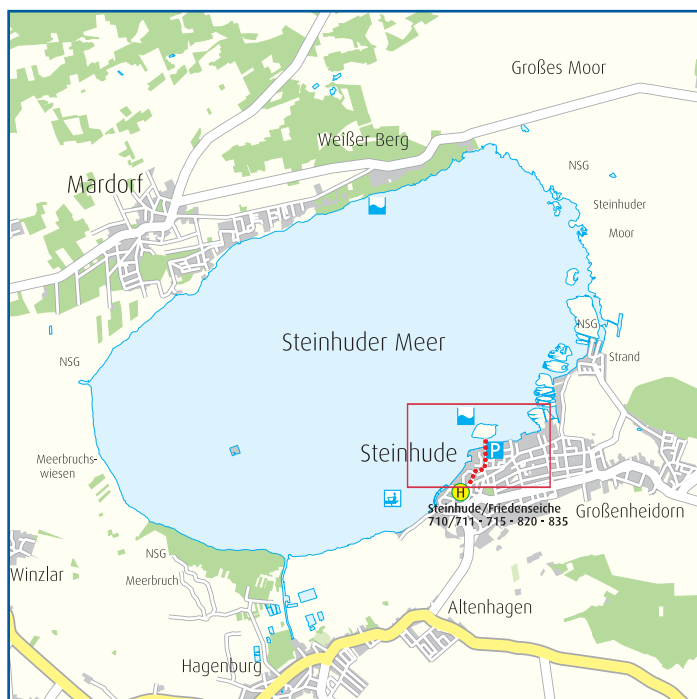 Großes Moor
Weißer Berg
NSG
Mardorf
Steinhuder
Moor
NSG
Steinhuder Meer
Strand
NSG
Steinhude
P
Meerbruchs-
wiesen
H
Steinhude/Friedenseiche
710/711 - 715 - 820 - 835
Großenheidorn
NSG
Meerbruch
Winzlar
Altenhagen
Hagenburg